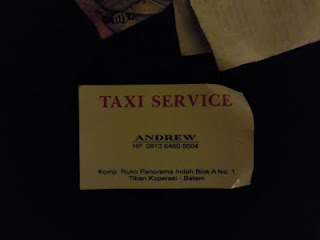 TAXI SERVICE
ANDREW
HP. 0813 6460 8604
Komp. Ruko Panorama Indah Blok A No. 1
Tiban Koperasi - Batam